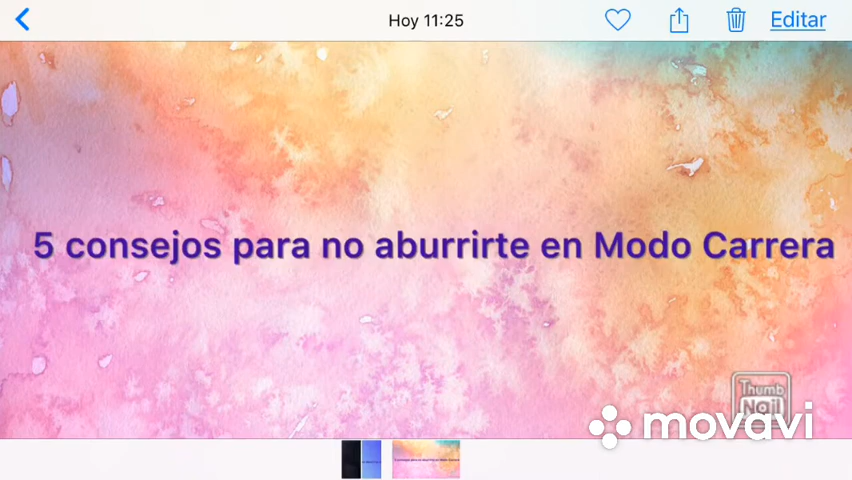 Hoy 11:25
Editar
5 consejos para no aburrirte en Modo Carrera
Thumb
Nail
movavi